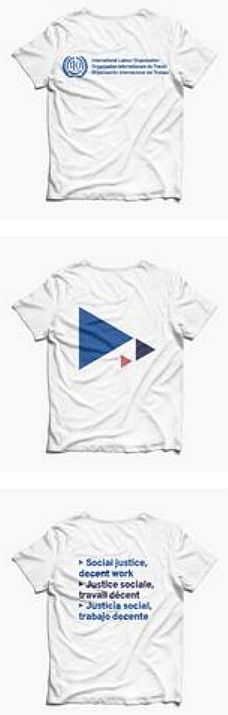 International Labour Organization
Organisation internationale du Travail
Organización Internacional del Trabajo
▸ Social justice,
decent work
▸ Justice sociale,
travail décent
▸ Justicia social,
trabajo decente